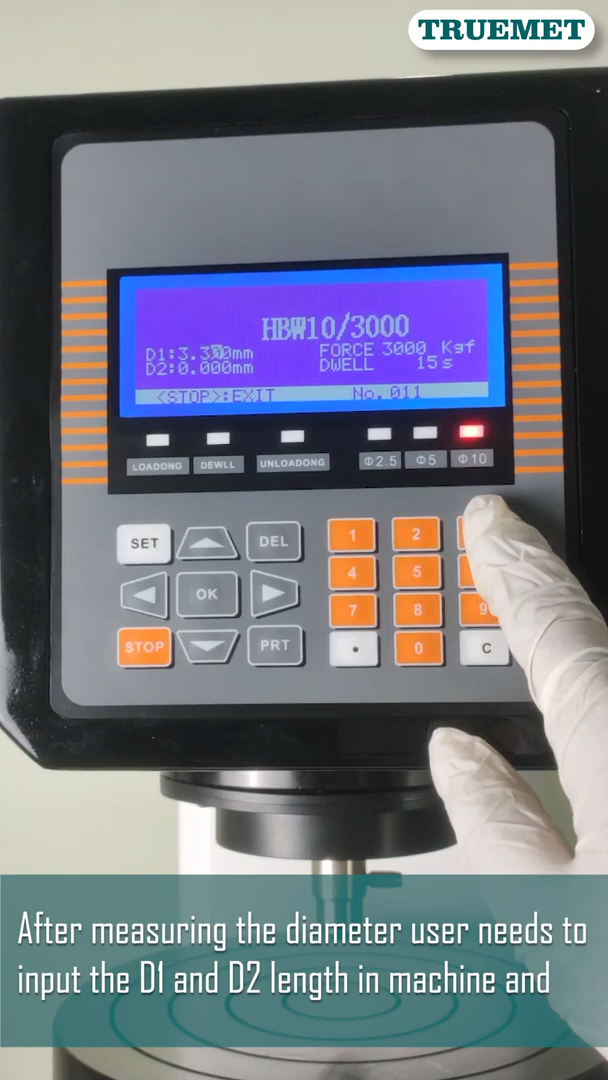 TRUEMET
HBW10/3000
D1:3.3 0mm FORCE 3000 Kgf
D2:0.000mm DWELL 15s
<STOP>:EXIT No. 011
LOADONG DEWLL UNLOADONG Φ2.5 Φ5 Φ10
SET DEL 1 2
OK 4 5
7 8 9
STOP PRT . 0 C
After measuring the diameter user needs to
input the D1 and D2 length in machine and